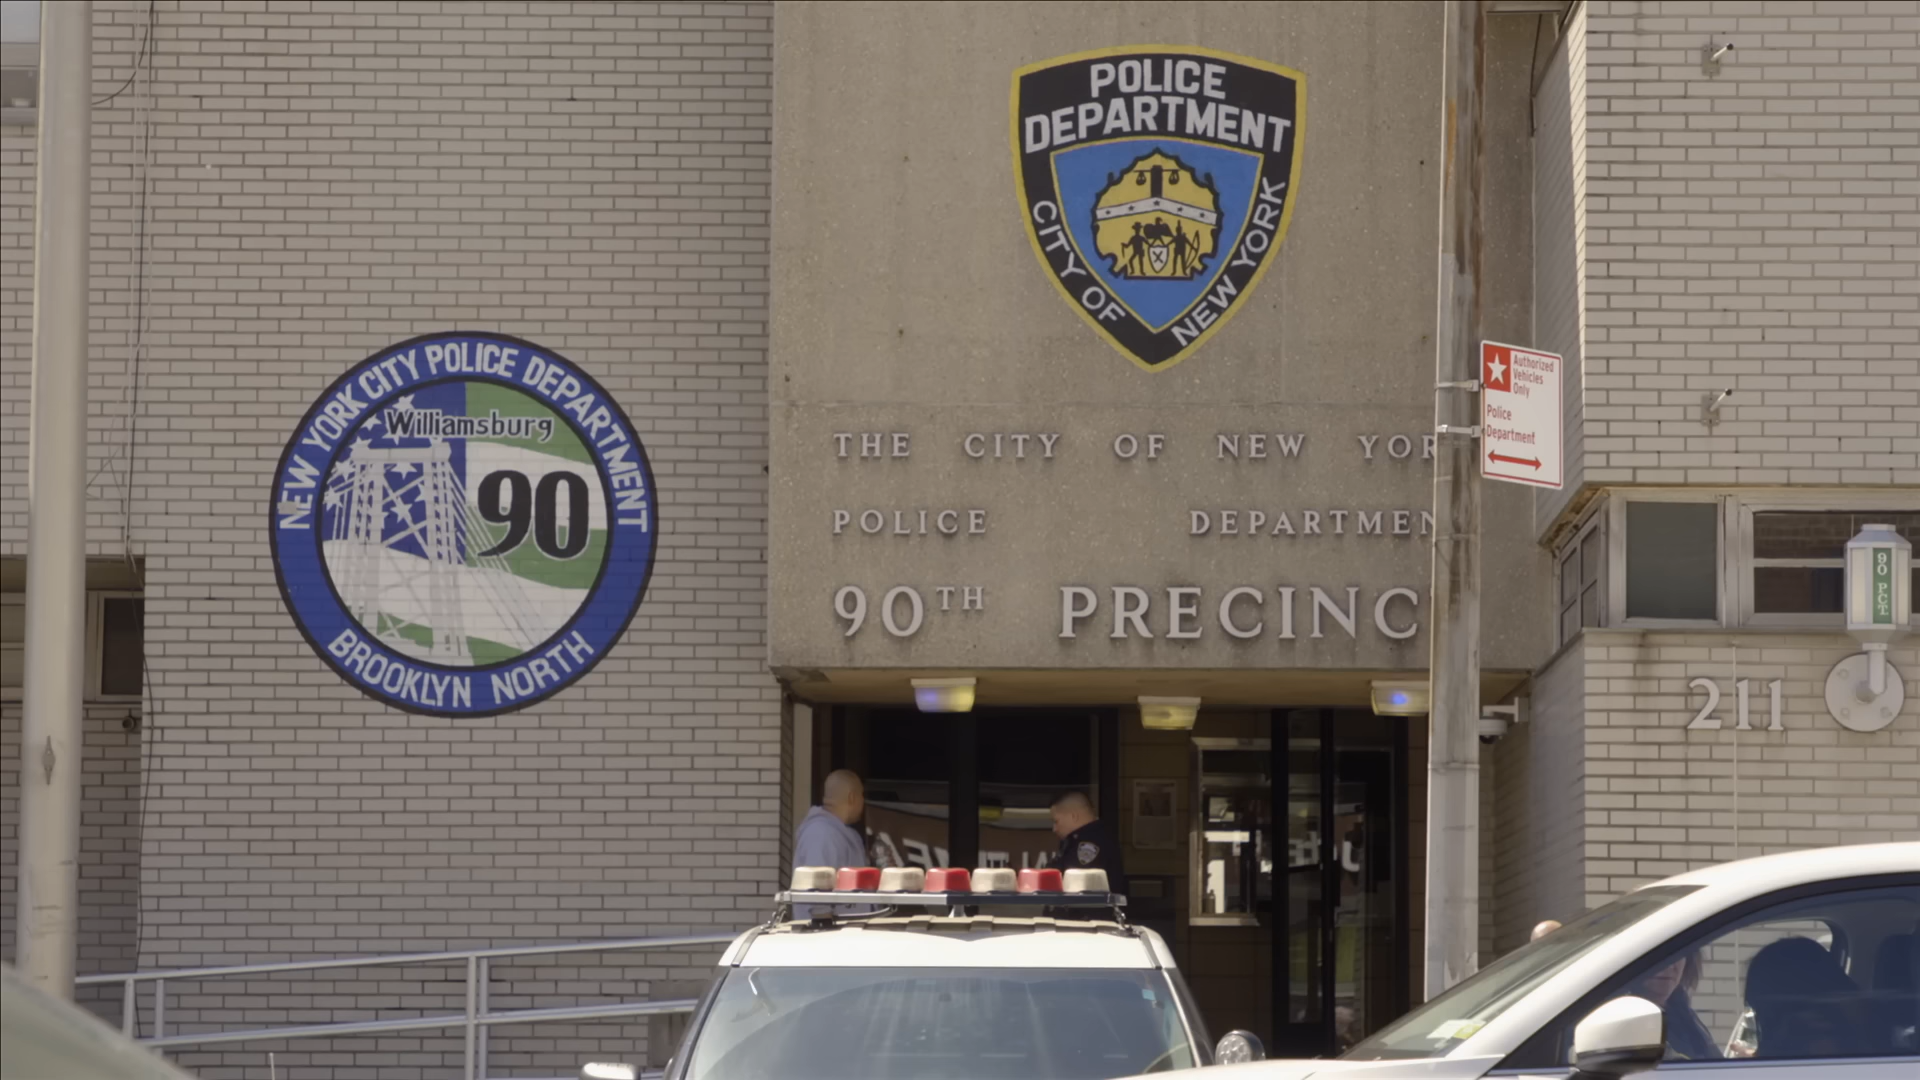 POLICE
DEPARTMENT
CITY OF
NEW YORK
NEW YORK CITY POLICE DEPARTMENT
Williamsburg
90
BROOKLYN NORTH
THE CITY OF NEW YOR
POLICE DEPARTMEN
90TH PRECINC
Authorized
Vehicles
Only
Police
Department
90 PCT
211